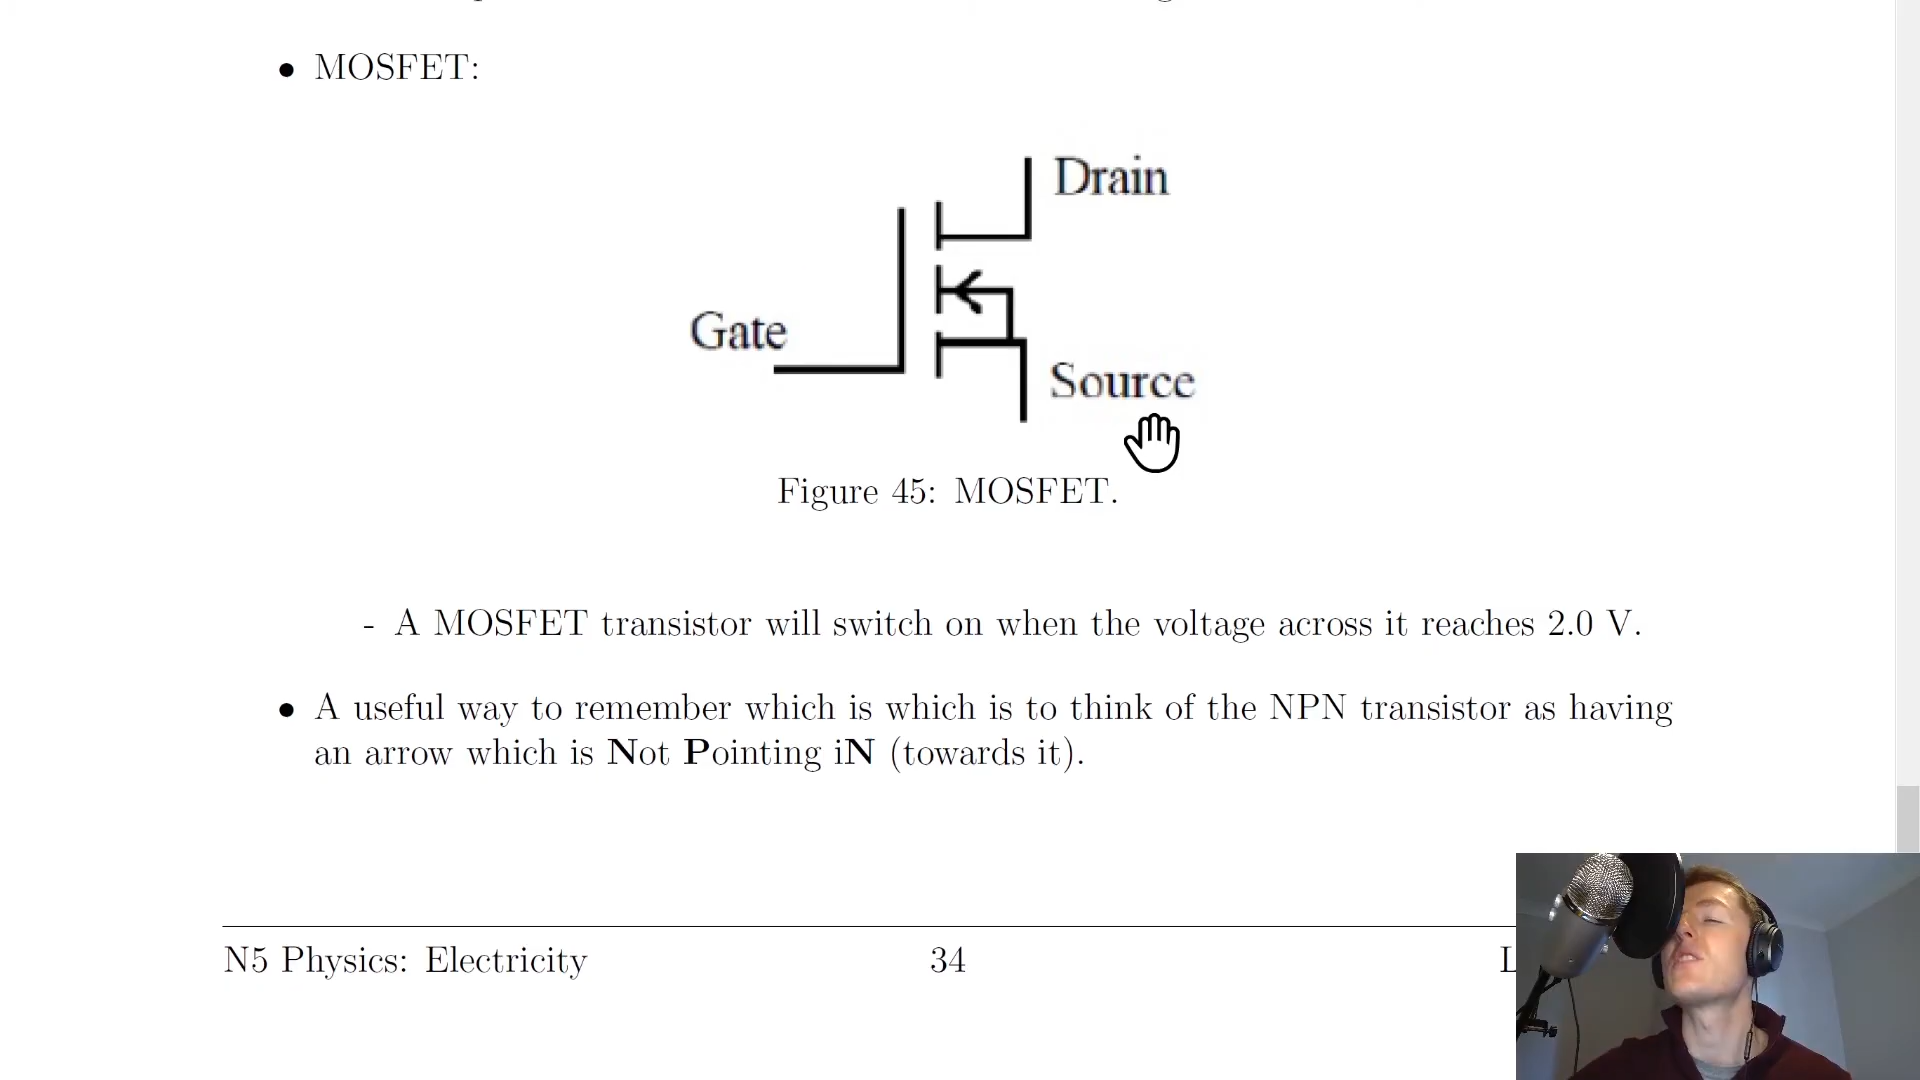 • MOSFET:
Drain
Gate
Source
Figure 45: MOSFET.
- A MOSFET transistor will switch on when the voltage across it reaches 2.0 V.
• A useful way to remember which is which is to think of the NPN transistor as having
an arrow which is Not Pointing iN (towards it).
N5 Physics: Electricity 34